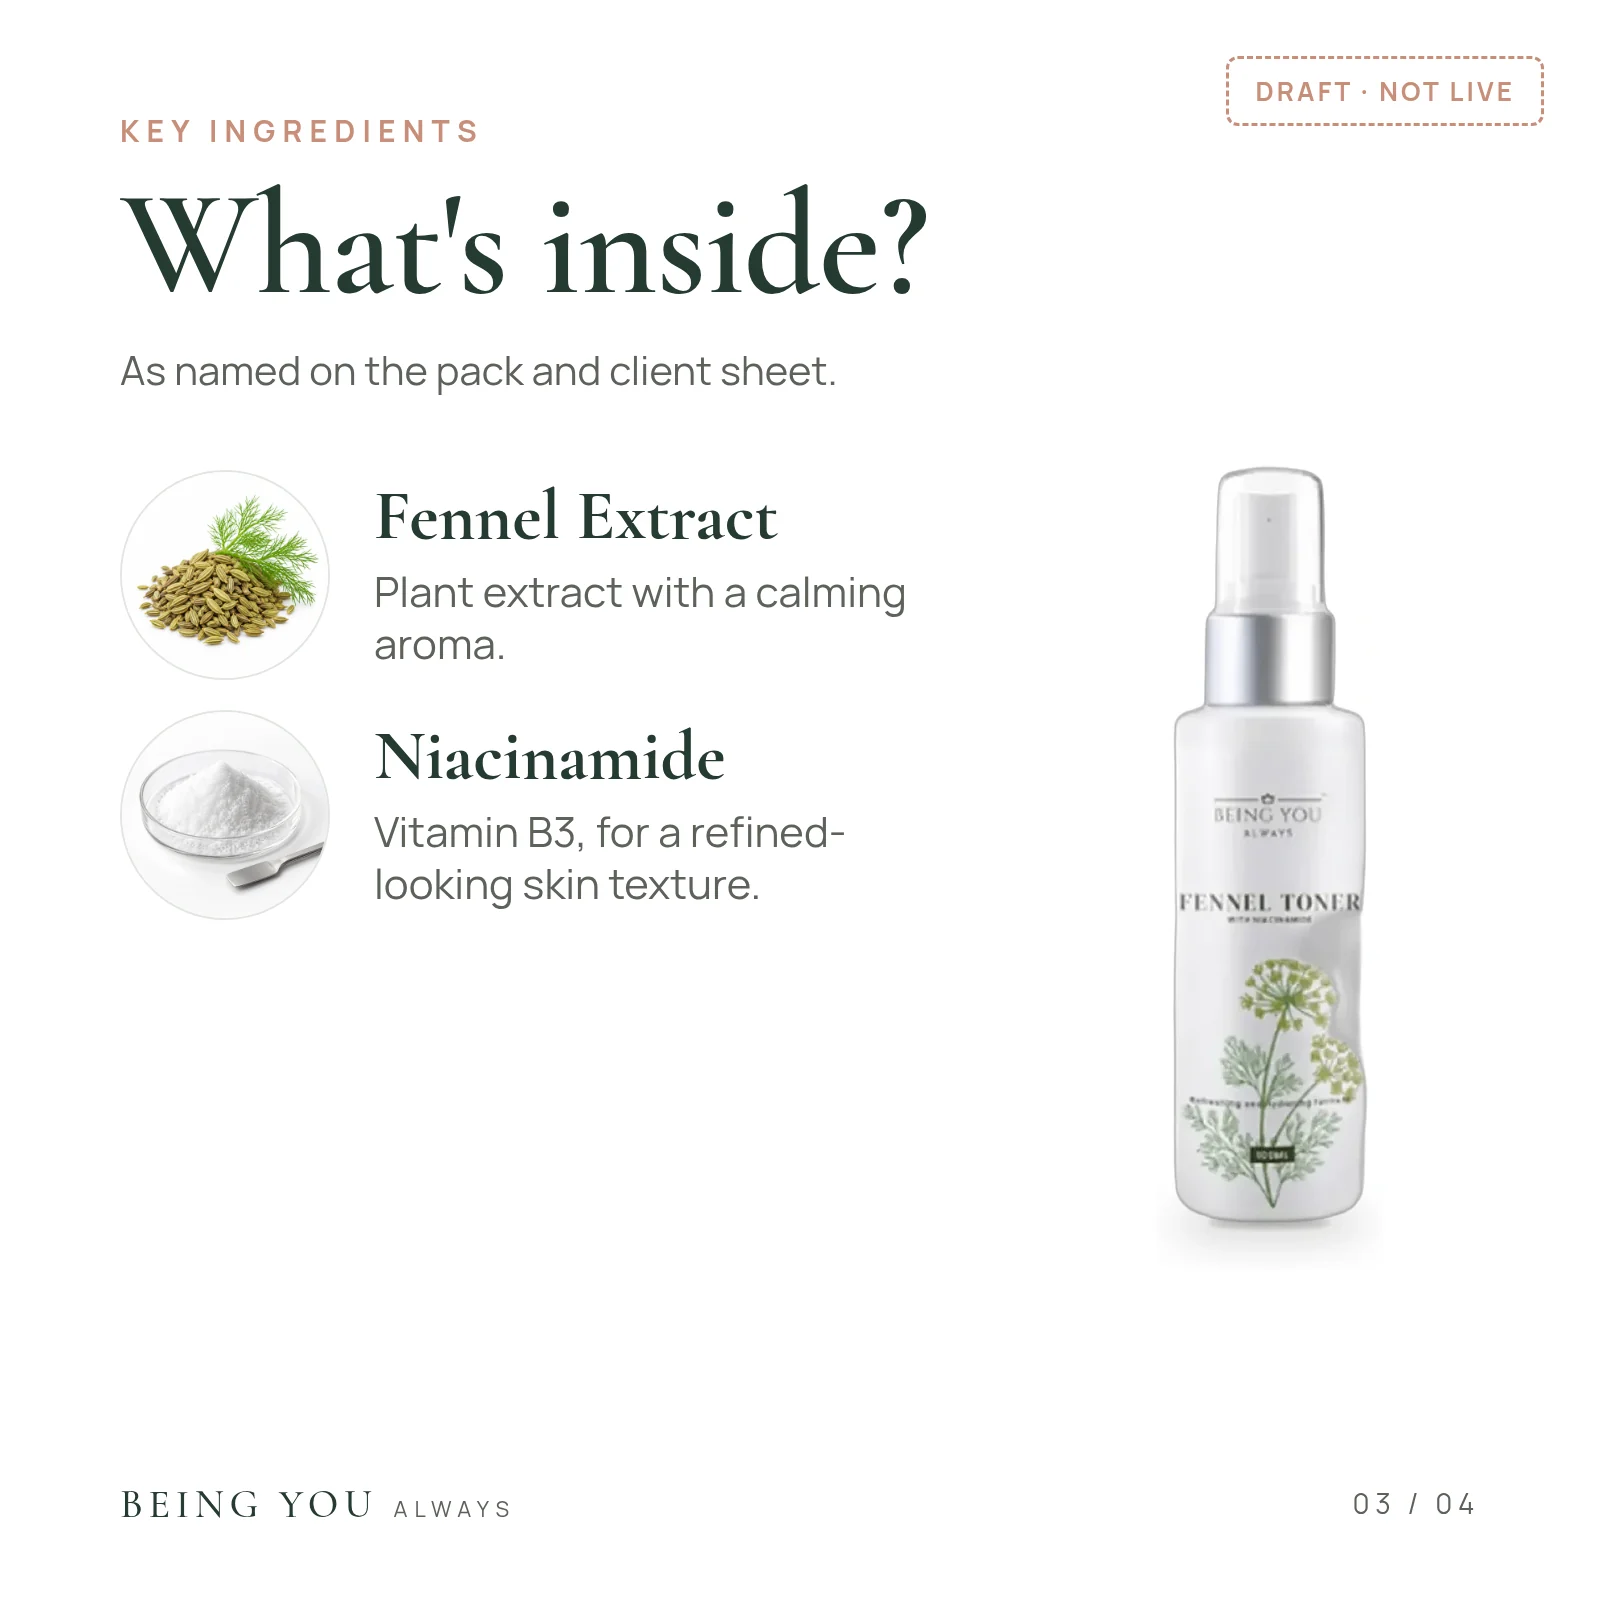 DRAFT · NOT LIVE
KEY INGREDIENTS
What's inside?
As named on the pack and client sheet.
Fennel Extract
Plant extract with a calming
aroma.
Niacinamide
Vitamin B3, for a refined-
looking skin texture.
BEING YOU
ALWAYS
FENNEL TONER
WITH NIACINAMIDE
BEING YOU ALWAYS
03 / 04